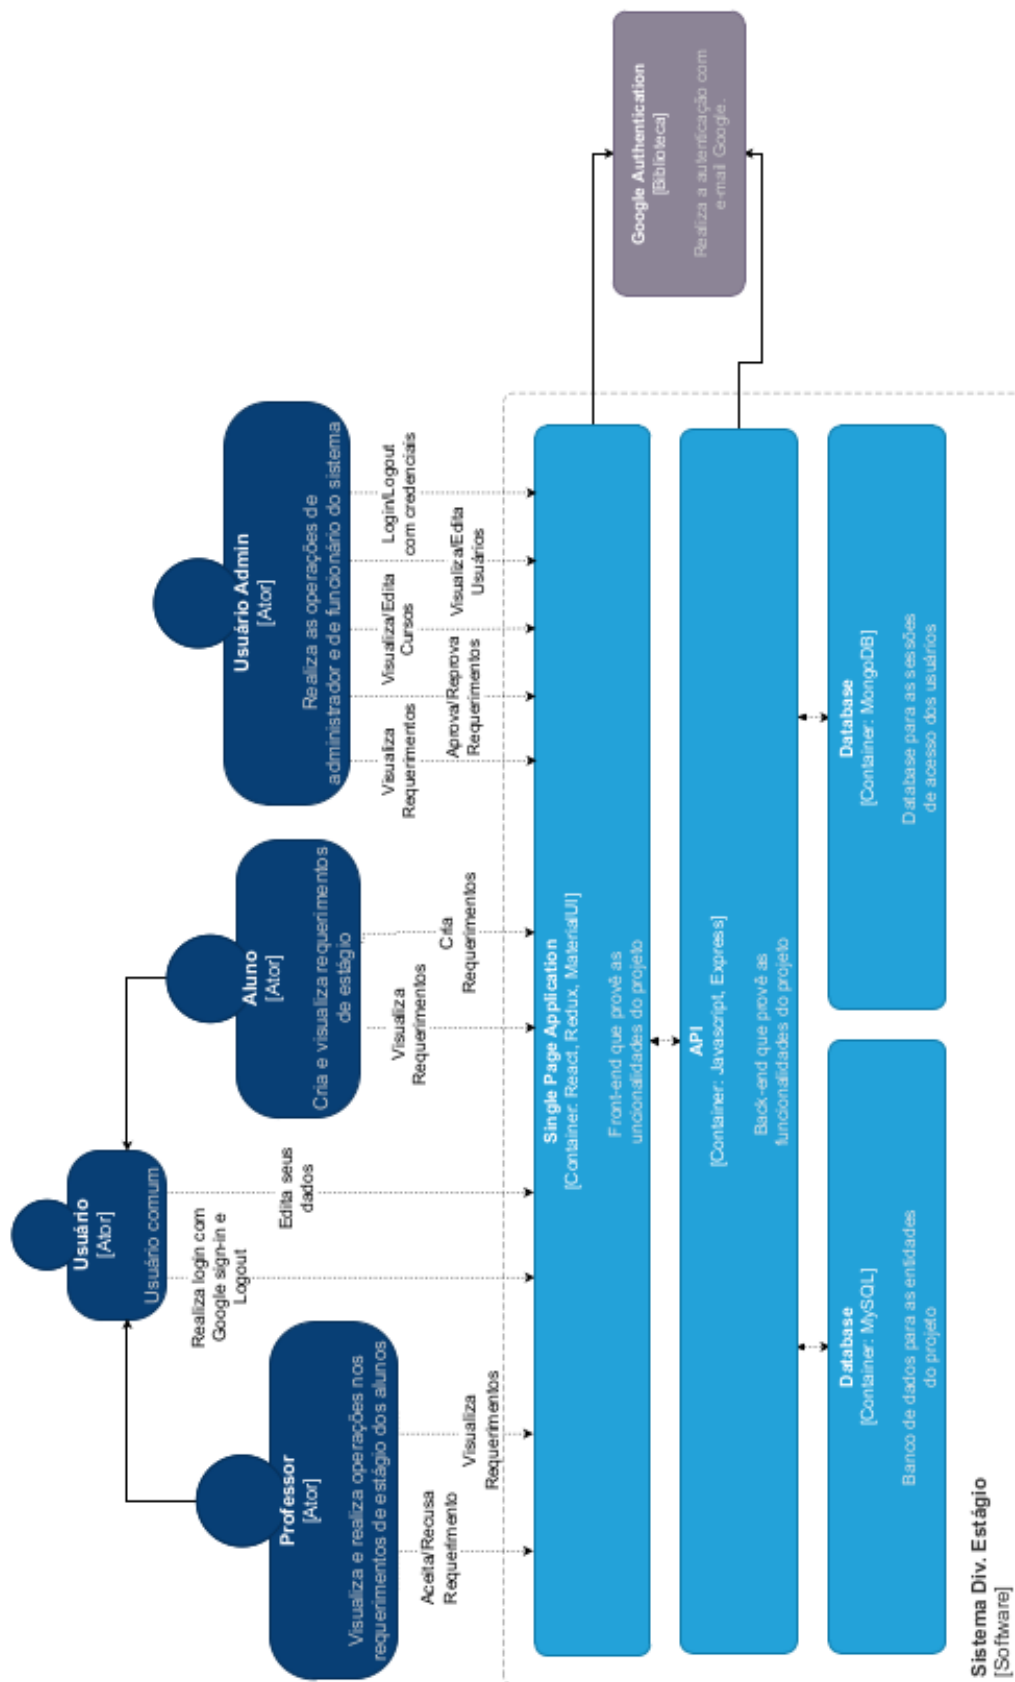 Usuário
[Ator]
Usuário comum
Professor
[Ator]
Visualiza e realiza operações nos
requerimentos de estágio dos alunos
Aluno
[Ator]
Cria e visualiza requerimentos
de estágio
Usuário Admin
[Ator]
Realiza as operações de
administrador e de funcionário do sistema
Aceita/Recusa
Requerimento
Visualiza
Requerimentos
Realiza login com
Google sign-in e
Logout
Edita seus
dados
Visualiza
Requerimentos
Cria
Requerimentos
Visualiza
Requerimentos
Aprova/Reprova
Requerimentos
Visualiza/Edita
Cursos
Visualiza/Edita
Usuários
Login/Logout
com credenciais
Single Page Application
[Container: React, Redux, MaterialUI]
Front-end que provê as
uncionalidades do projeto
API
[Container: Javascript, Express]
Back-end que provê as
funcionalidades do projeto
Database
[Container: MySQL]
Banco de dados para as entidades
do projeto
Database
[Container: MongoDB]
Database para as sessões
de acesso dos usuários
Google Authentication
[Biblioteca]
Realiza a autenticação com
e-mail Google.
Sistema Div. Estágio
[Software]